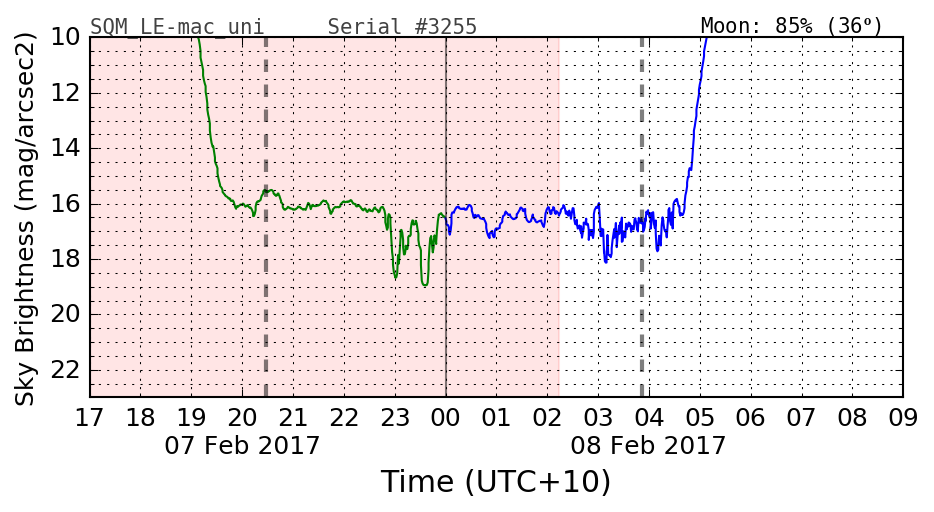 SQM_LE-mac_uni Serial #3255 Moon: 85% (36°)
Sky Brightness (mag/arcsec2)
10
12
14
16
18
20
22
17 18 19 20 21 22 23 00 01 02 03 04 05 06 07 08 09
07 Feb 2017 08 Feb 2017
Time (UTC+10)